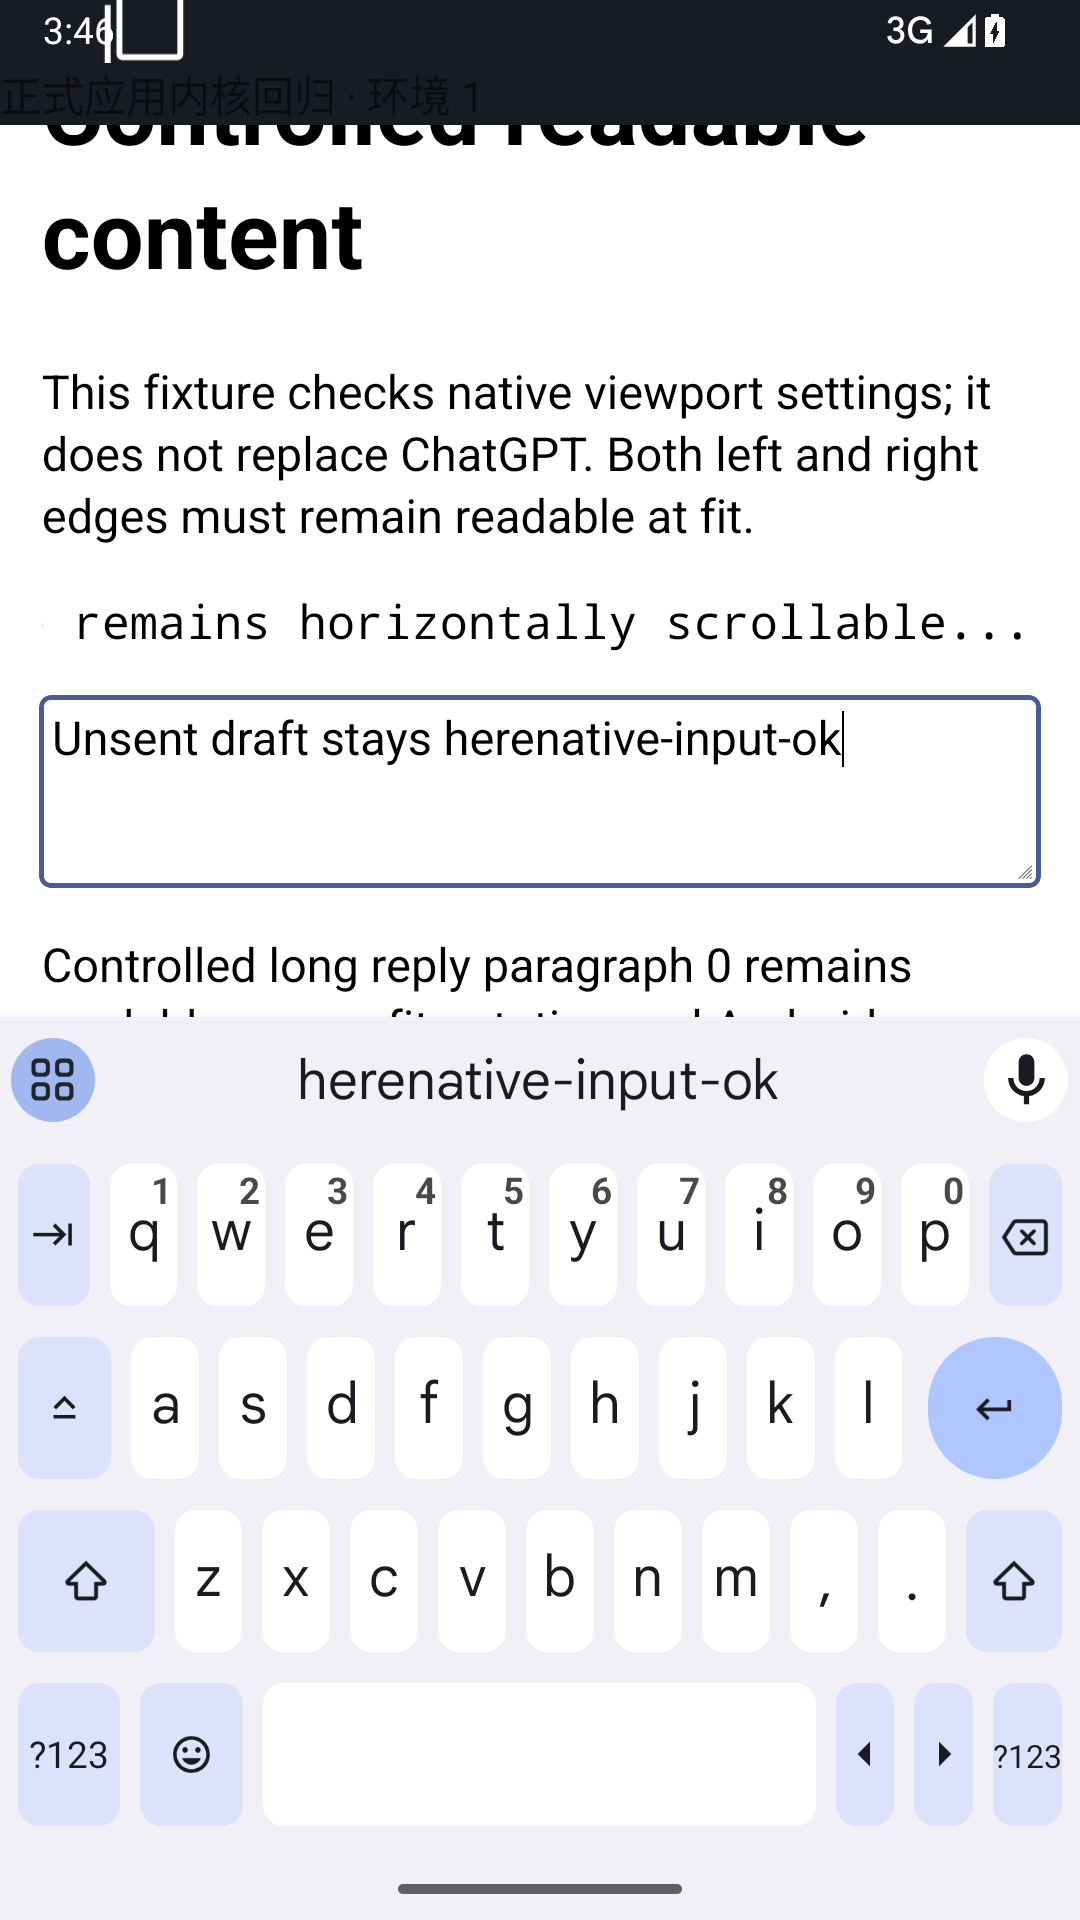 3:46
3G
正式应用内核回归 · 环境 1
Controlled readable
content
This fixture checks native viewport settings; it
does not replace ChatGPT. Both left and right
edges must remain readable at fit.
remains horizontally scrollable...
Unsent draft stays herenative-input-ok
Controlled long reply paragraph 0 remains
herenative-input-ok
1 2 3 4 5 6 7 8 9 0
q w e r t y u i o p
a s d f g h j k l
z x c v b n m , .
?123 ?123